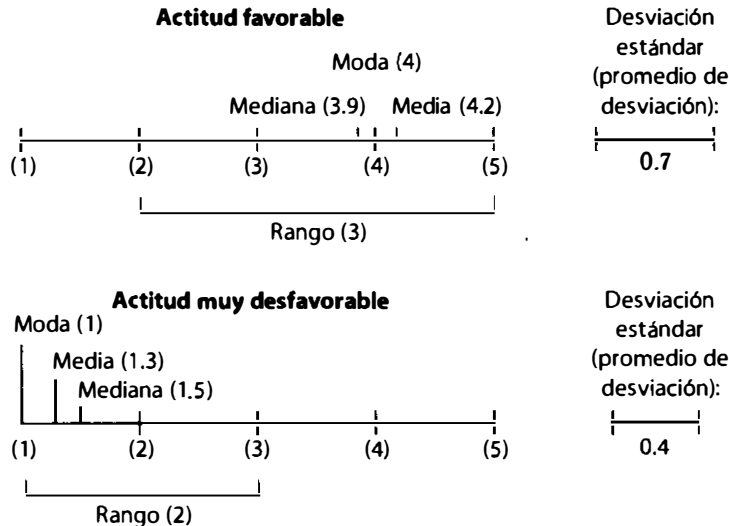 Actitud favorable
Moda (4)
Mediana (3.9) Media (4.2)
(1) (2) (3) (4) (5)
Rango (3)
Desviación
estándar
(promedio de
desviación):
0.7
Actitud muy desfavorable
Moda (1)
Media (1.3)
Mediana (1.5)
(1) (2) (3) (4) (5)
Rango (2)
Desviación
estándar
(promedio de
desviación):
0.4